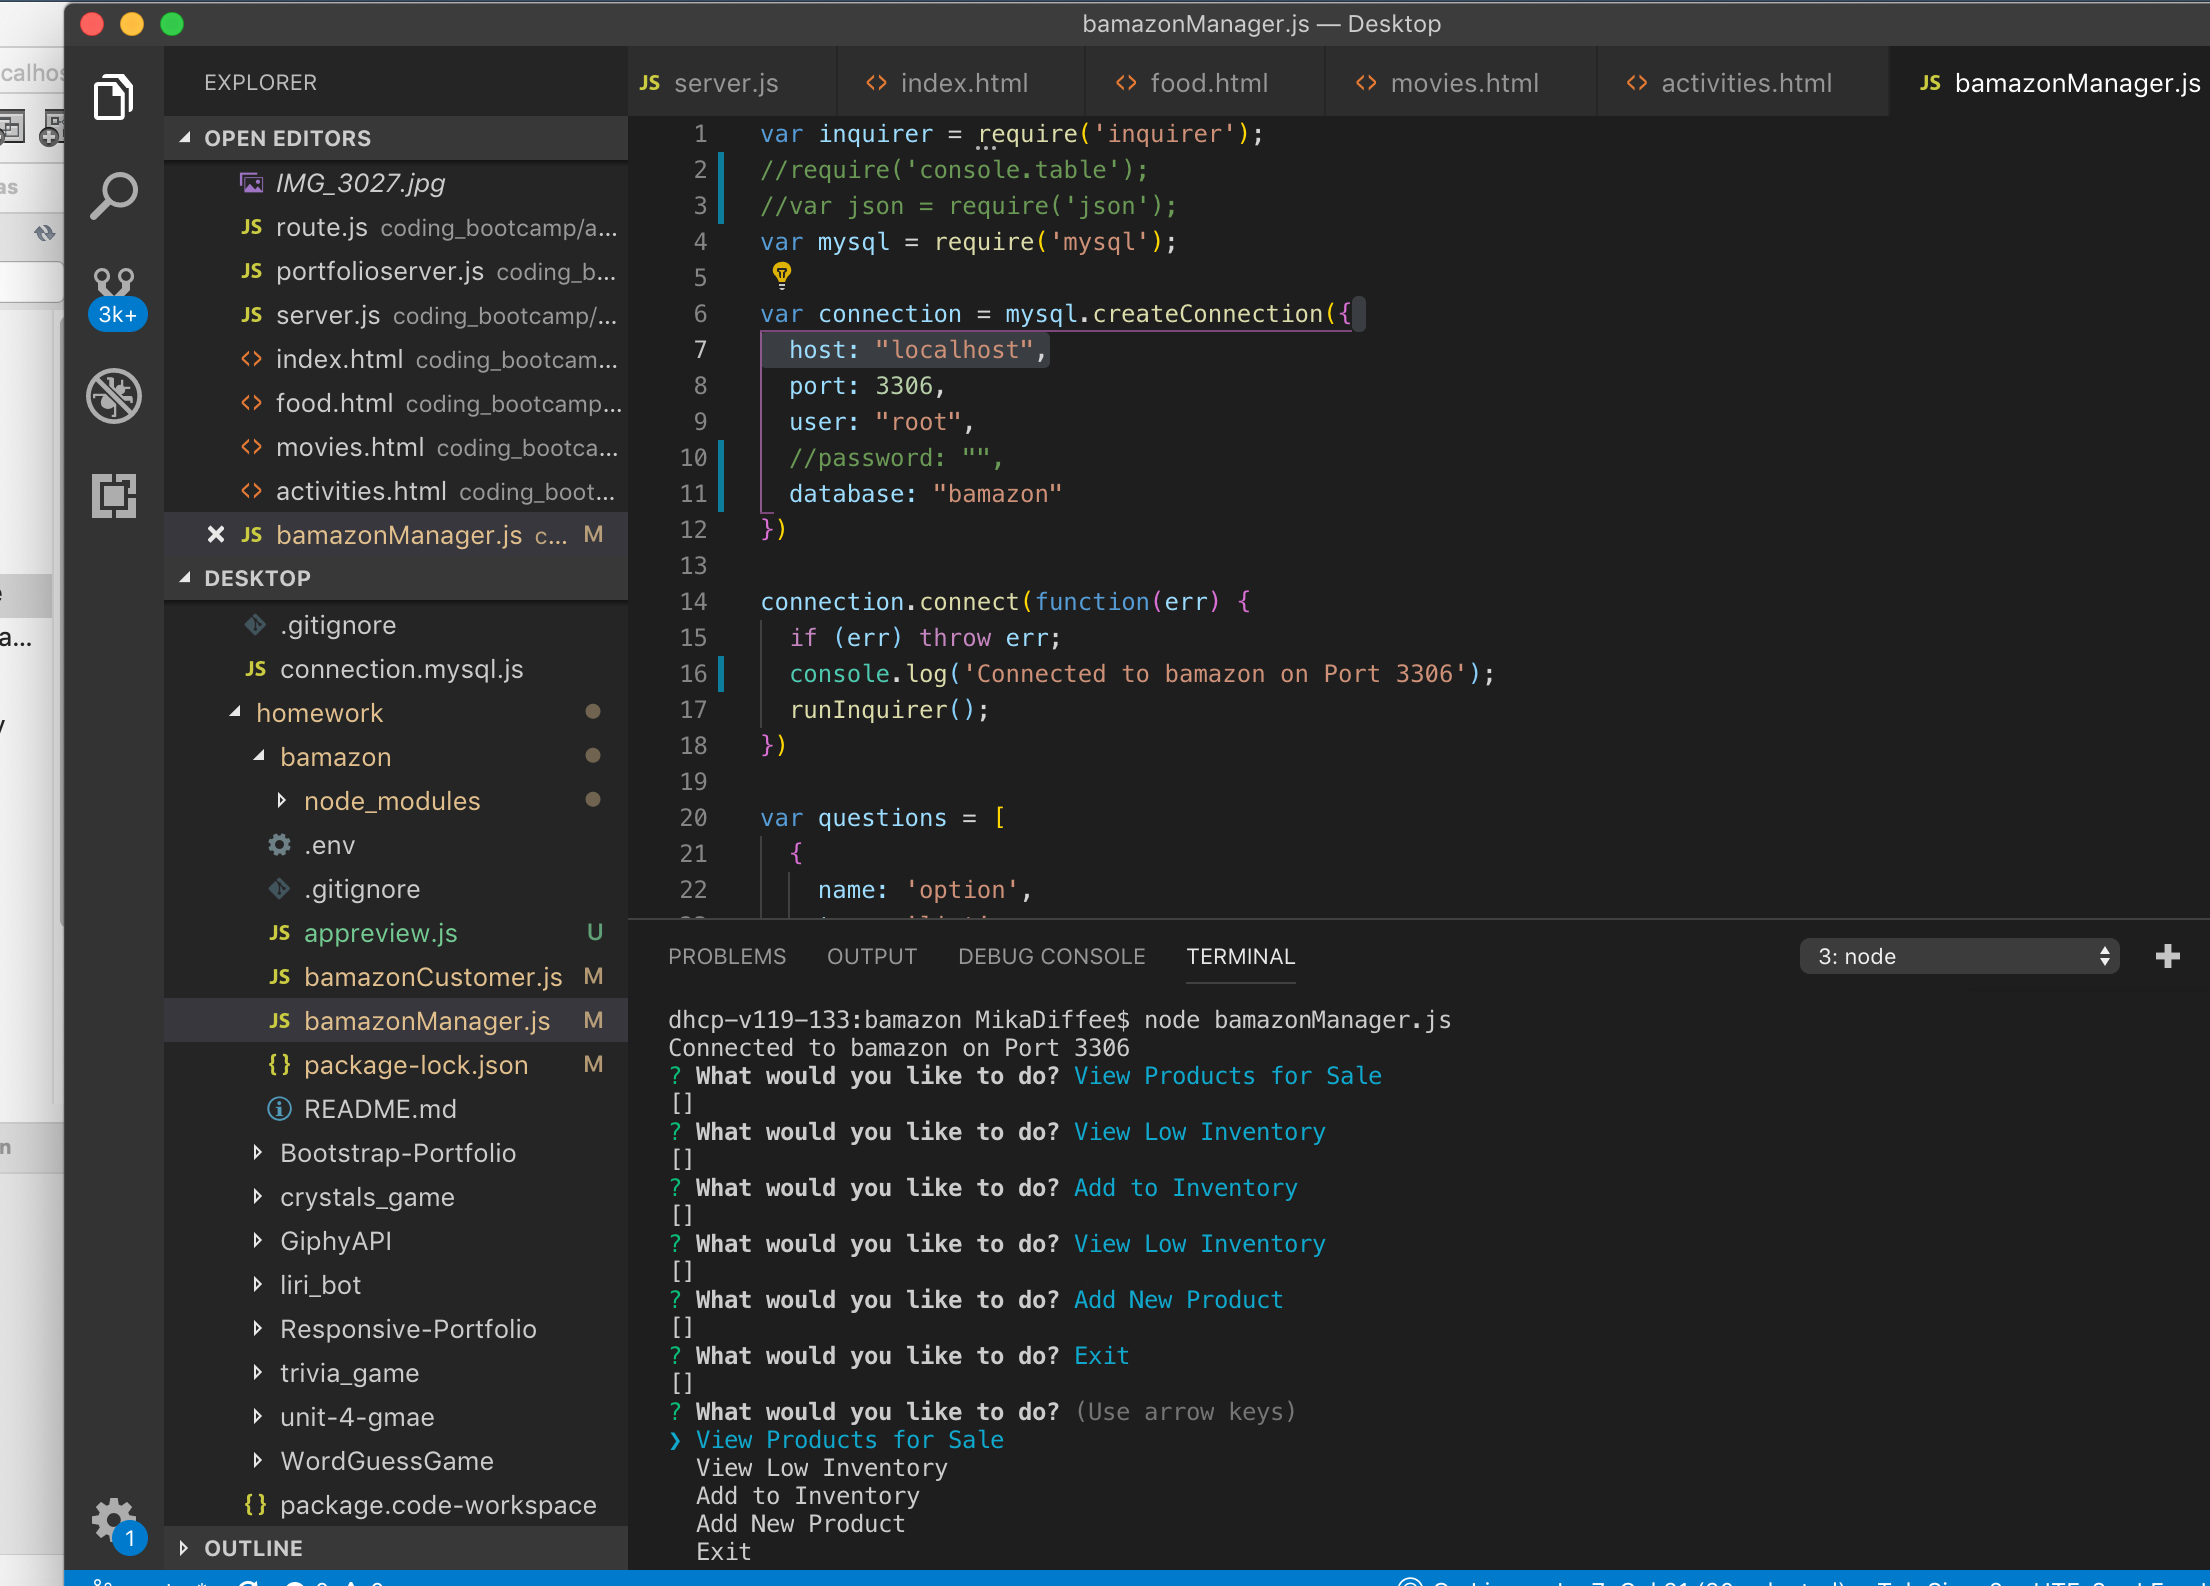 bamazonManager.js — Desktop
EXPLORER
OPEN EDITORS
IMG_3027.jpg
JS route.js coding_bootcamp/a...
JS portfolioserver.js coding_b...
JS server.js coding_bootcamp/...
<> index.html coding_bootcam...
<> food.html coding_bootcamp...
<> movies.html coding_bootca...
<> activities.html coding_boot...
JS bamazonManager.js c... M
DESKTOP
.gitignore
JS connection.mysql.js
homework
bamazon
node_modules
.env
.gitignore
JS appreview.js U
JS bamazonCustomer.js M
JS bamazonManager.js M
{} package-lock.json M
README.md
Bootstrap-Portfolio
crystals_game
GiphyAPI
liri_bot
Responsive-Portfolio
trivia_game
unit-4-gmae
WordGuessGame
{} package.code-workspace
OUTLINE
3k+
1
JS server.js <> index.html <> food.html <> movies.html <> activities.html JS bamazonManager.js
1 var inquirer = require('inquirer');
2 //require('console.table');
3 //var json = require('json');
4 var mysql = require('mysql');
5
6 var connection = mysql.createConnection({
7 host: "localhost",
8 port: 3306,
9 user: "root",
10 //password: "",
11 database: "bamazon"
12 })
13
14 connection.connect(function(err) {
15 if (err) throw err;
16 console.log('Connected to bamazon on Port 3306');
17 runInquirer();
18 })
19
20 var questions = [
21 {
22 name: 'option',
PROBLEMS OUTPUT DEBUG CONSOLE TERMINAL 3: node
dhcp-v119-133:bamazon MikaDiffee$ node bamazonManager.js
Connected to bamazon on Port 3306
? What would you like to do? View Products for Sale
[]
? What would you like to do? View Low Inventory
[]
? What would you like to do? Add to Inventory
[]
? What would you like to do? View Low Inventory
[]
? What would you like to do? Add New Product
[]
? What would you like to do? Exit
[]
? What would you like to do? (Use arrow keys)
❯ View Products for Sale
View Low Inventory
Add to Inventory
Add New Product
Exit